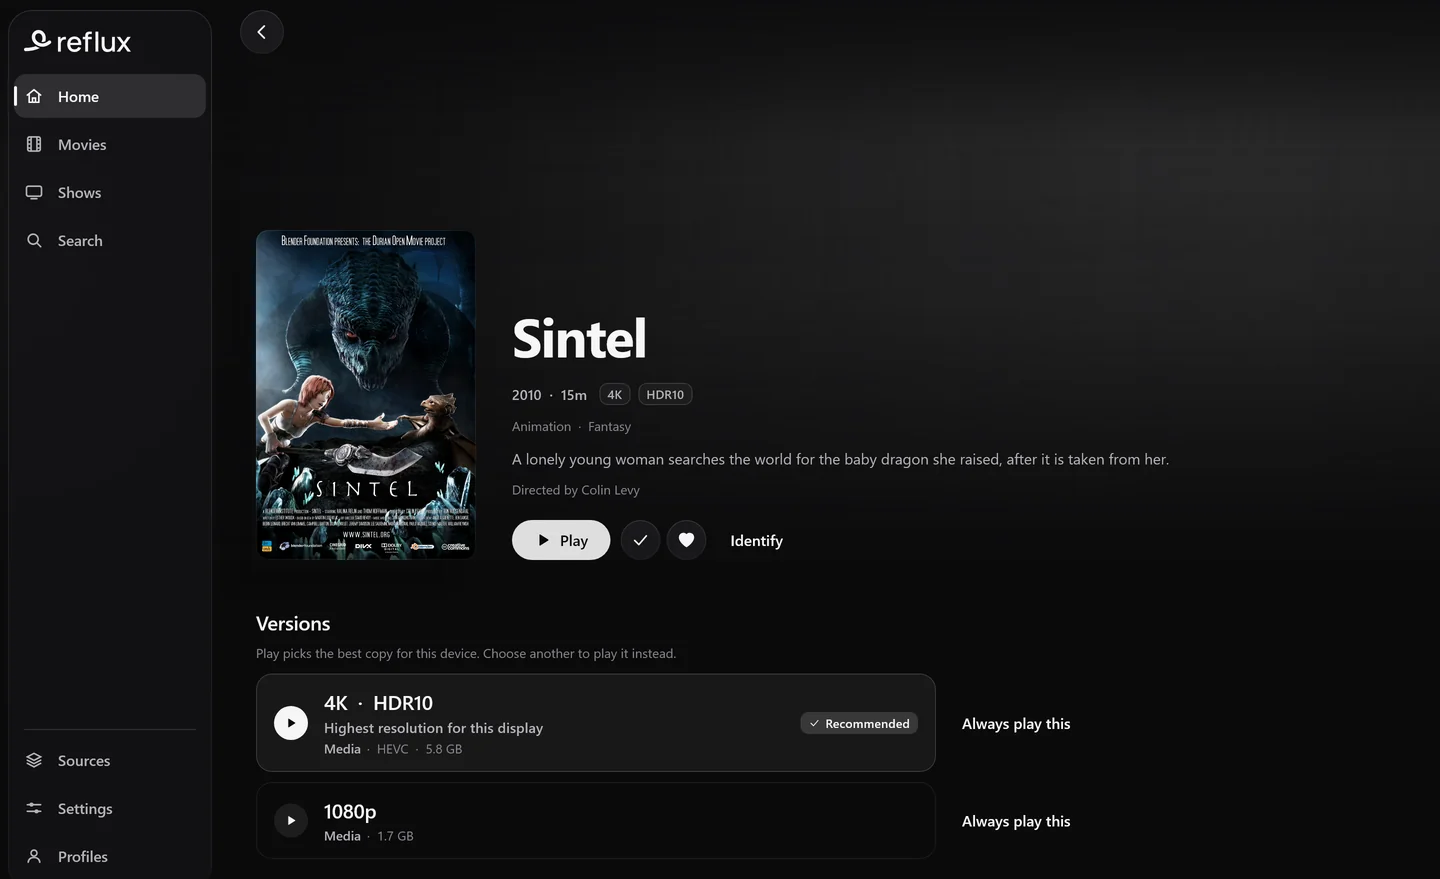 reflux
Home
Movies
Shows
Search
Sources
Settings
Profiles
BLENDER FOUNDATION PRESENTS: THE DURIAN OPEN MOVIE PROJECT
SINTEL
WWW.SINTEL.ORG
Sintel
2010 · 15m 4K HDR10
Animation · Fantasy
A lonely young woman searches the world for the baby dragon she raised, after it is taken from her.
Directed by Colin Levy
Play Identify
Versions
Play picks the best copy for this device. Choose another to play it instead.
4K · HDR10
Highest resolution for this display
Media · HEVC · 5.8 GB
Recommended
Always play this
1080p
Media · 1.7 GB
Always play this